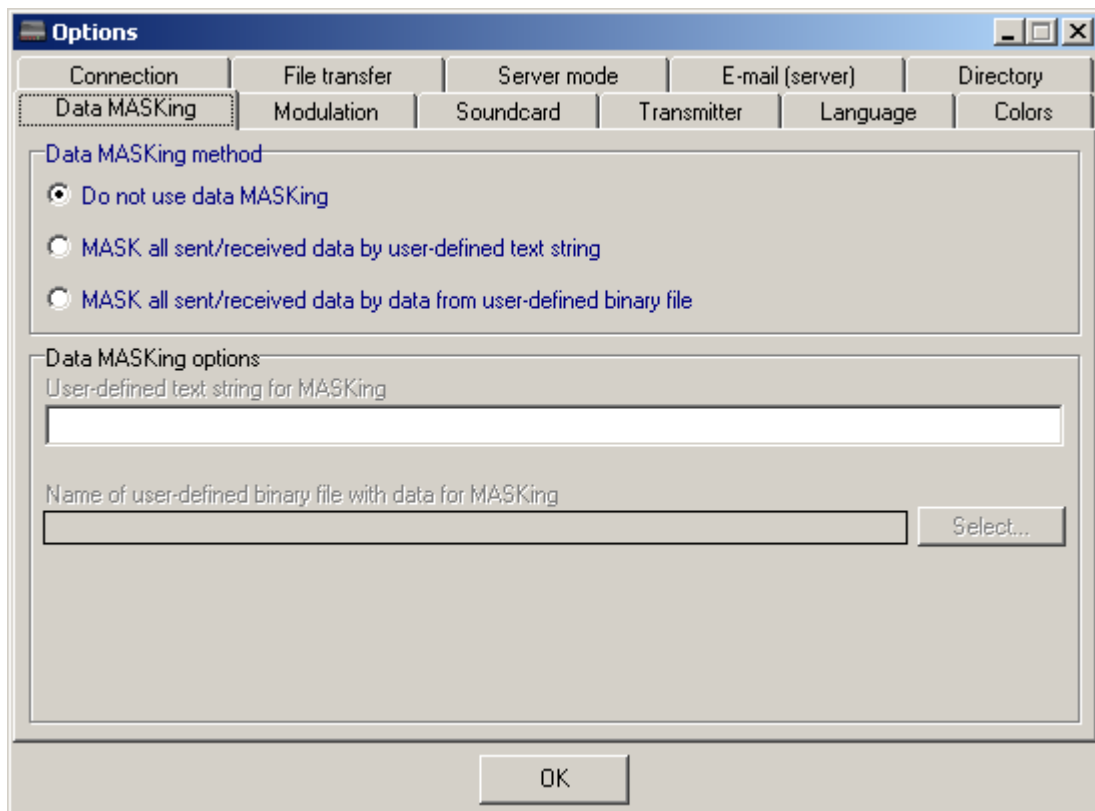 Options
Connection File transfer Server mode E-mail (server) Directory
Data MASKing Modulation Soundcard Transmitter Language Colors
Data MASKing method
Do not use data MASKing
MASK all sent/received data by user-defined text string
MASK all sent/received data by data from user-defined binary file
Data MASKing options
User-defined text string for MASKing
Name of user-defined binary file with data for MASKing
Select...
OK